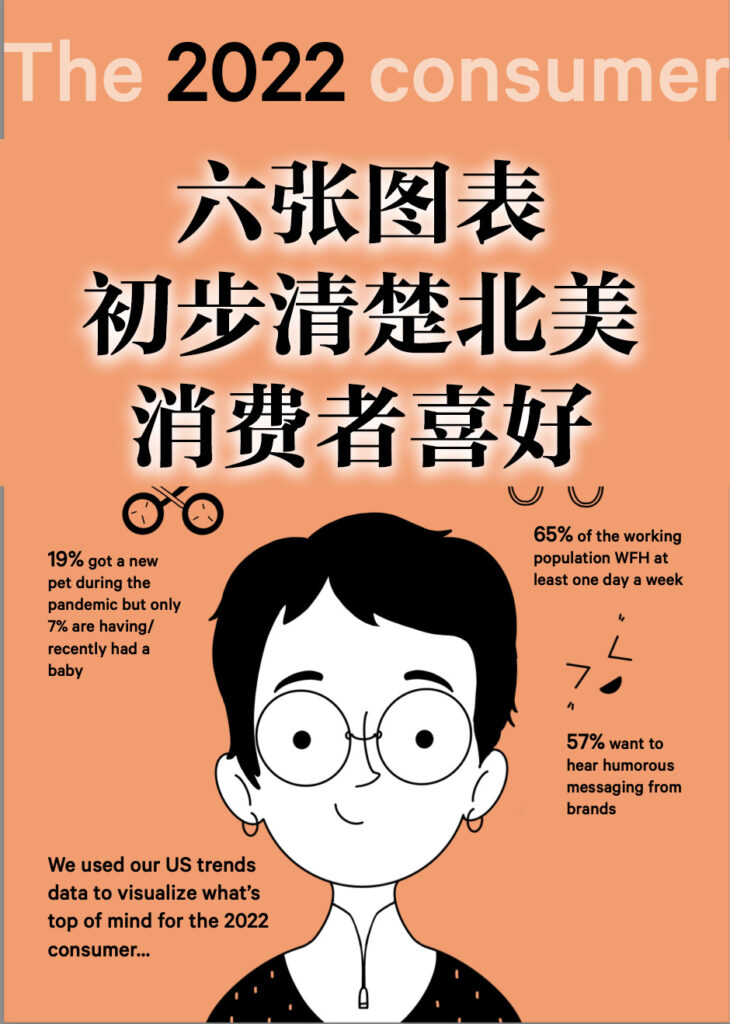 The 2022 consumer
六张图表
初步清楚北美
消费者喜好
19% got a new
pet during the
pandemic but only
7% are having/
recently had a
baby
65% of the working
population WFH at
least one day a week
57% want to
hear humorous
messaging from
brands
We used our US trends
data to visualize what's
top of mind for the 2022
consumer...